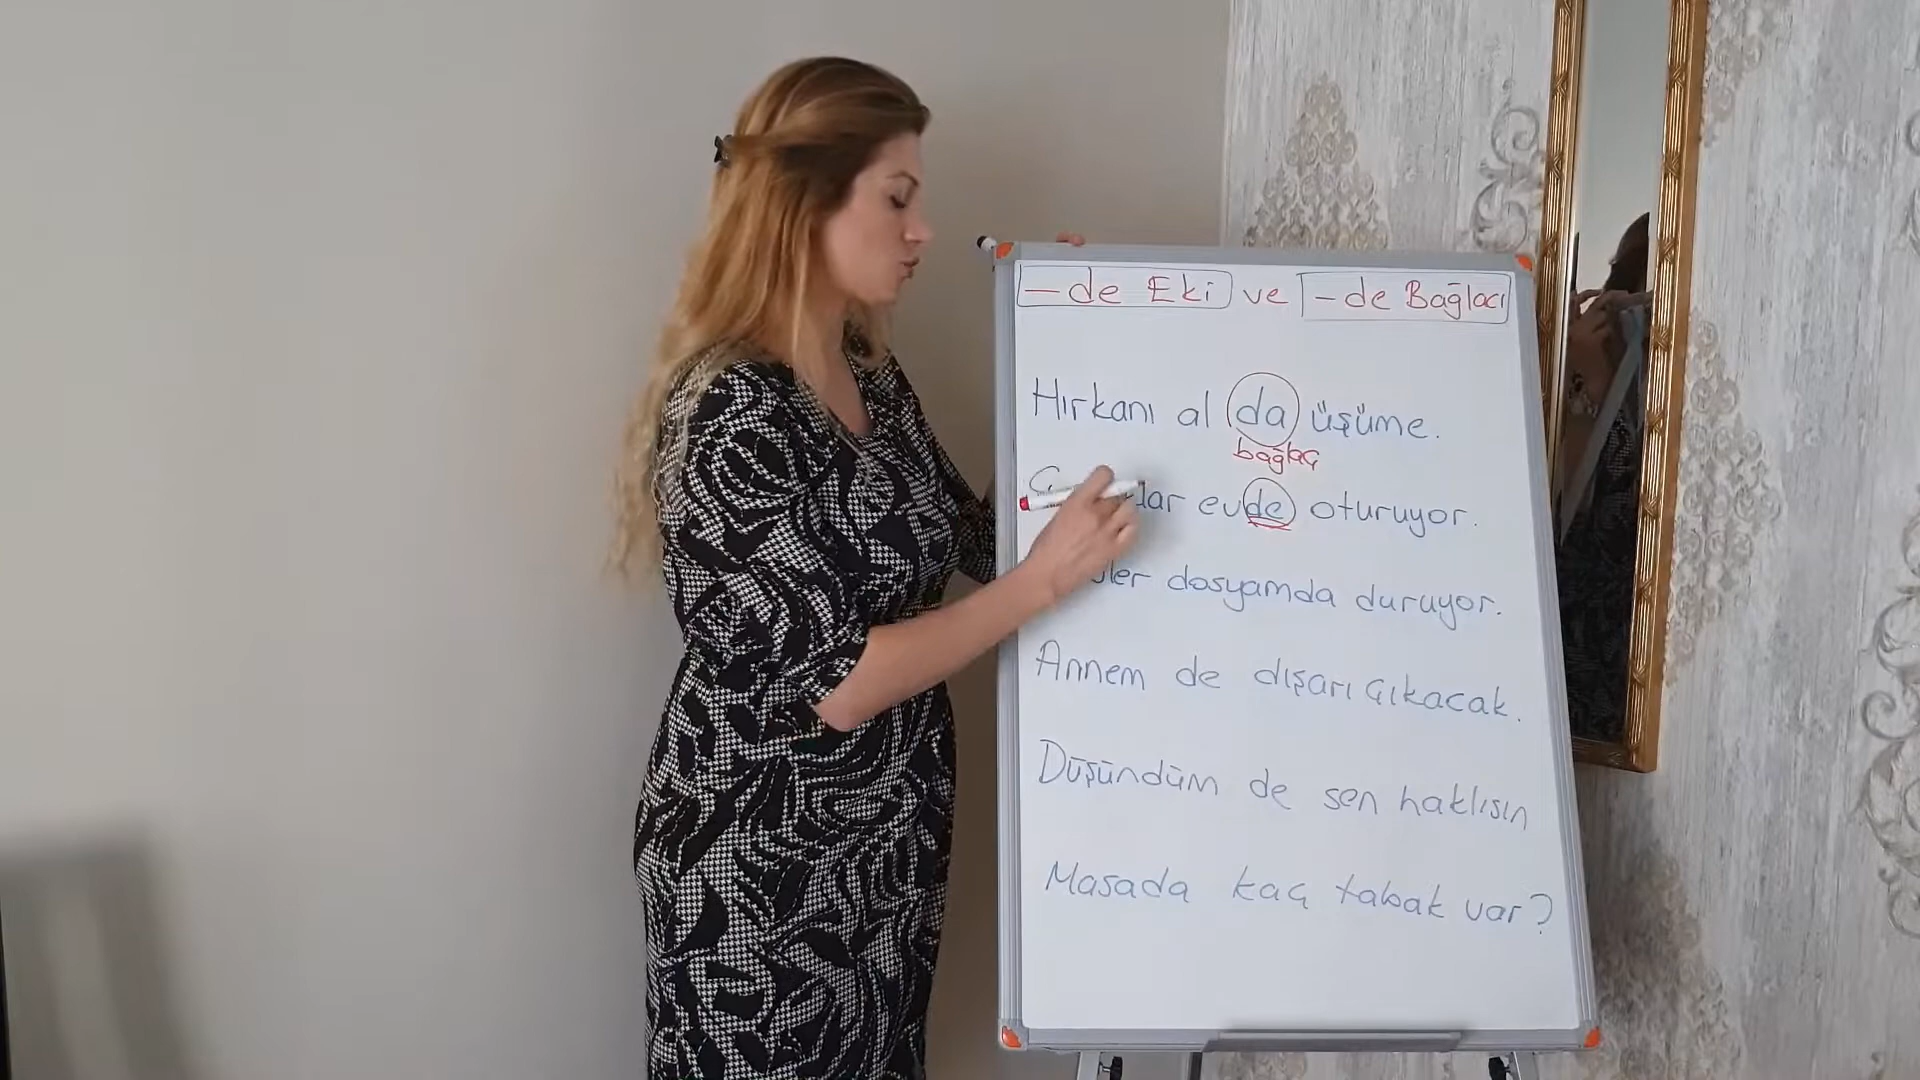 -de Eki ve -de Bağlacı
Hırkanı al da üşüme.
bağlaç
evde oturuyor.
dosyamda duruyor.
Annem de dışarı çıkacak.
Düşündüm de sen haklısın
Masada kaç tabak var?